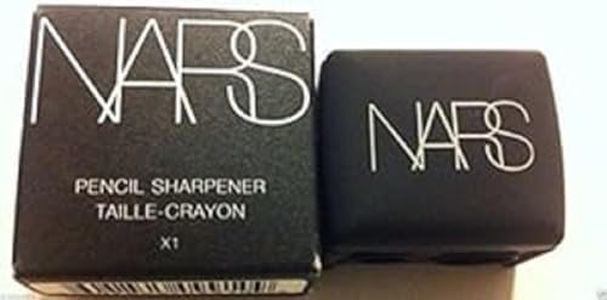 NARS
PENCIL SHARPENER
TAILLE-CRAYON
X1
NARS